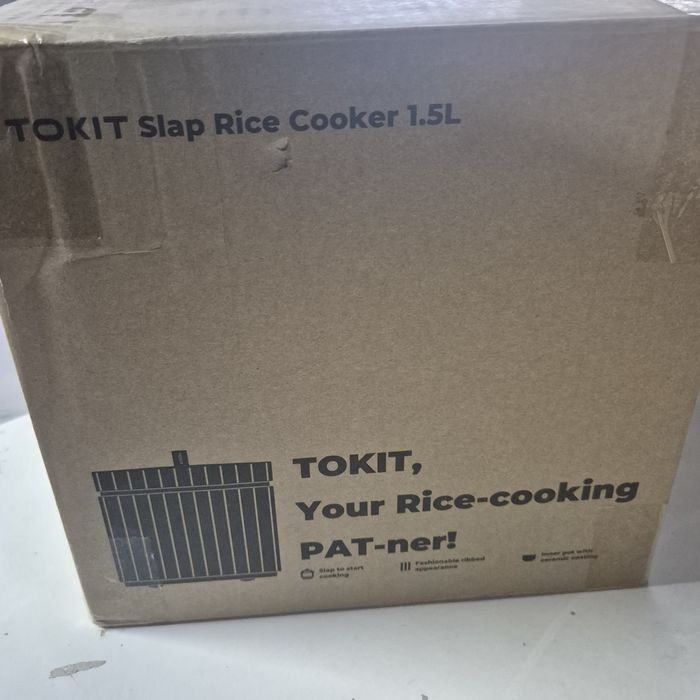 TOKIT Slap Rice Cooker 1.5L
TOKIT,
Your Rice-cooking
PAT-ner!
Slap to start
cooking
Fashionable ribbed
appearance
Inner pot with
ceramic coating